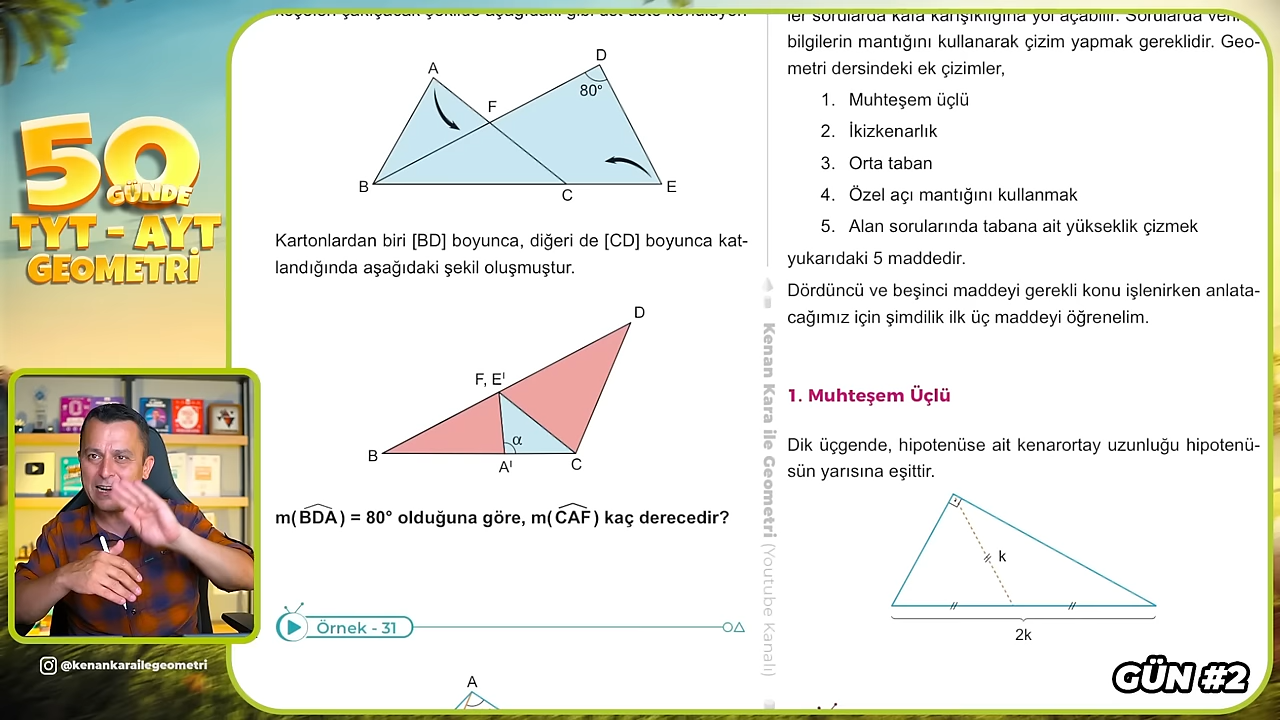 50
GÜNDE
TYT - AYT
GEOMETRİ
A
D
80°
F
B
C
E
Kartonlardan biri [BD] boyunca, diğeri de [CD] boyunca kat-
landığında aşağıdaki şekil oluşmuştur.
D
F, E'
α
B
A'
C
m(BDA) = 80° olduğuna göre, m(CAF) kaç derecedir?
Örnek - 31
A
Kenan Kara ile Geometri (Youtube Kanalı)
bilgilerin mantığını kullanarak çizim yapmak gereklidir. Geo-
metri dersindeki ek çizimler,
1. Muhteşem üçlü
2. İkizkenarlık
3. Orta taban
4. Özel açı mantığını kullanmak
5. Alan sorularında tabana ait yükseklik çizmek
yukarıdaki 5 maddedir.
Dördüncü ve beşinci maddeyi gerekli konu işlenirken anlata-
cağımız için şimdilik ilk üç maddeyi öğrenelim.
1. Muhteşem Üçlü
Dik üçgende, hipotenüse ait kenarortay uzunluğu hipotenü-
sün yarısına eşittir.
k
2k
@kenankarailegeometri
GÜN #2